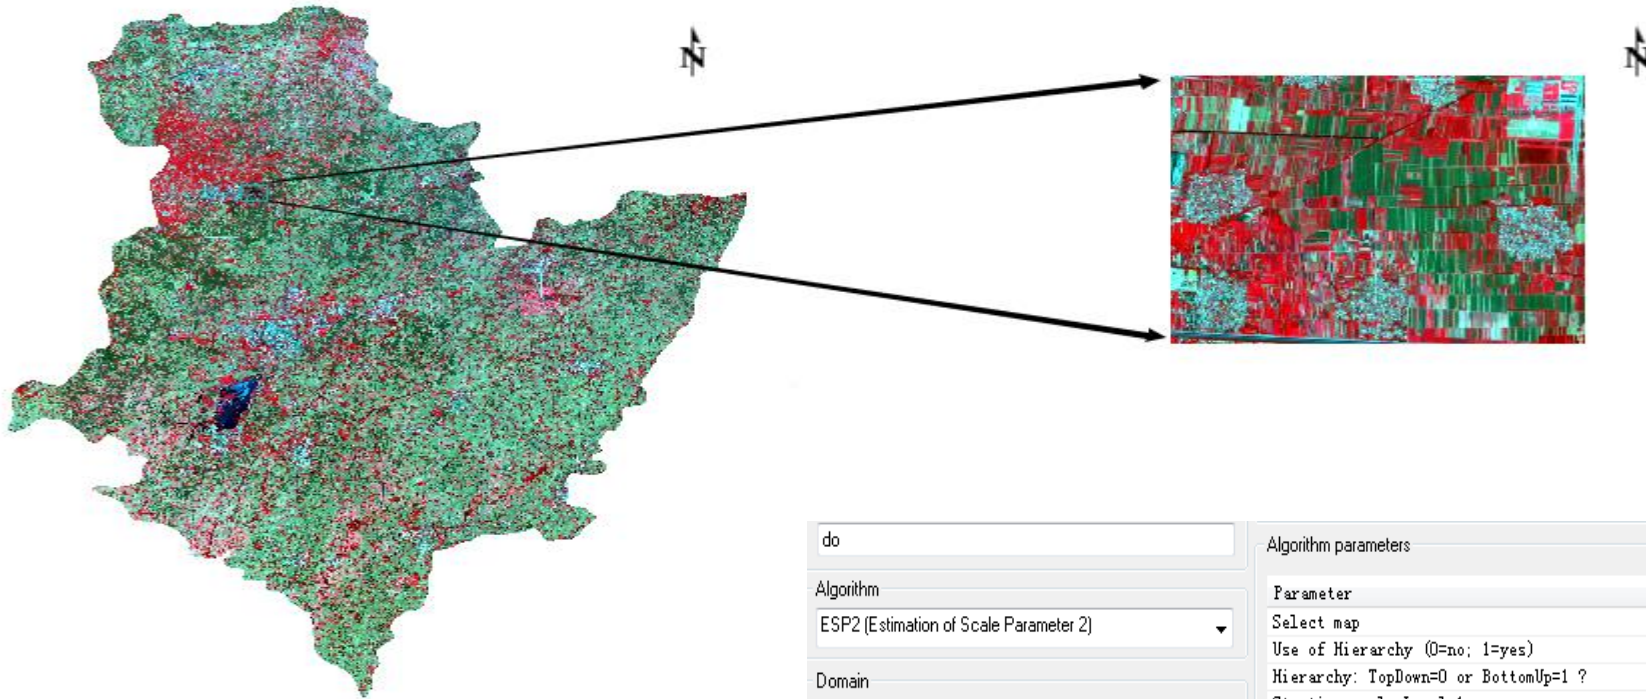 N
N
do
Algorithm parameters
Algorithm
Parameter
ESP2 (Estimation of Scale Parameter 2)
Select map
Use of Hierarchy (0=no; 1=yes)
Hierarchy: TopDown=0 or BottomUp=1 ?
Domain